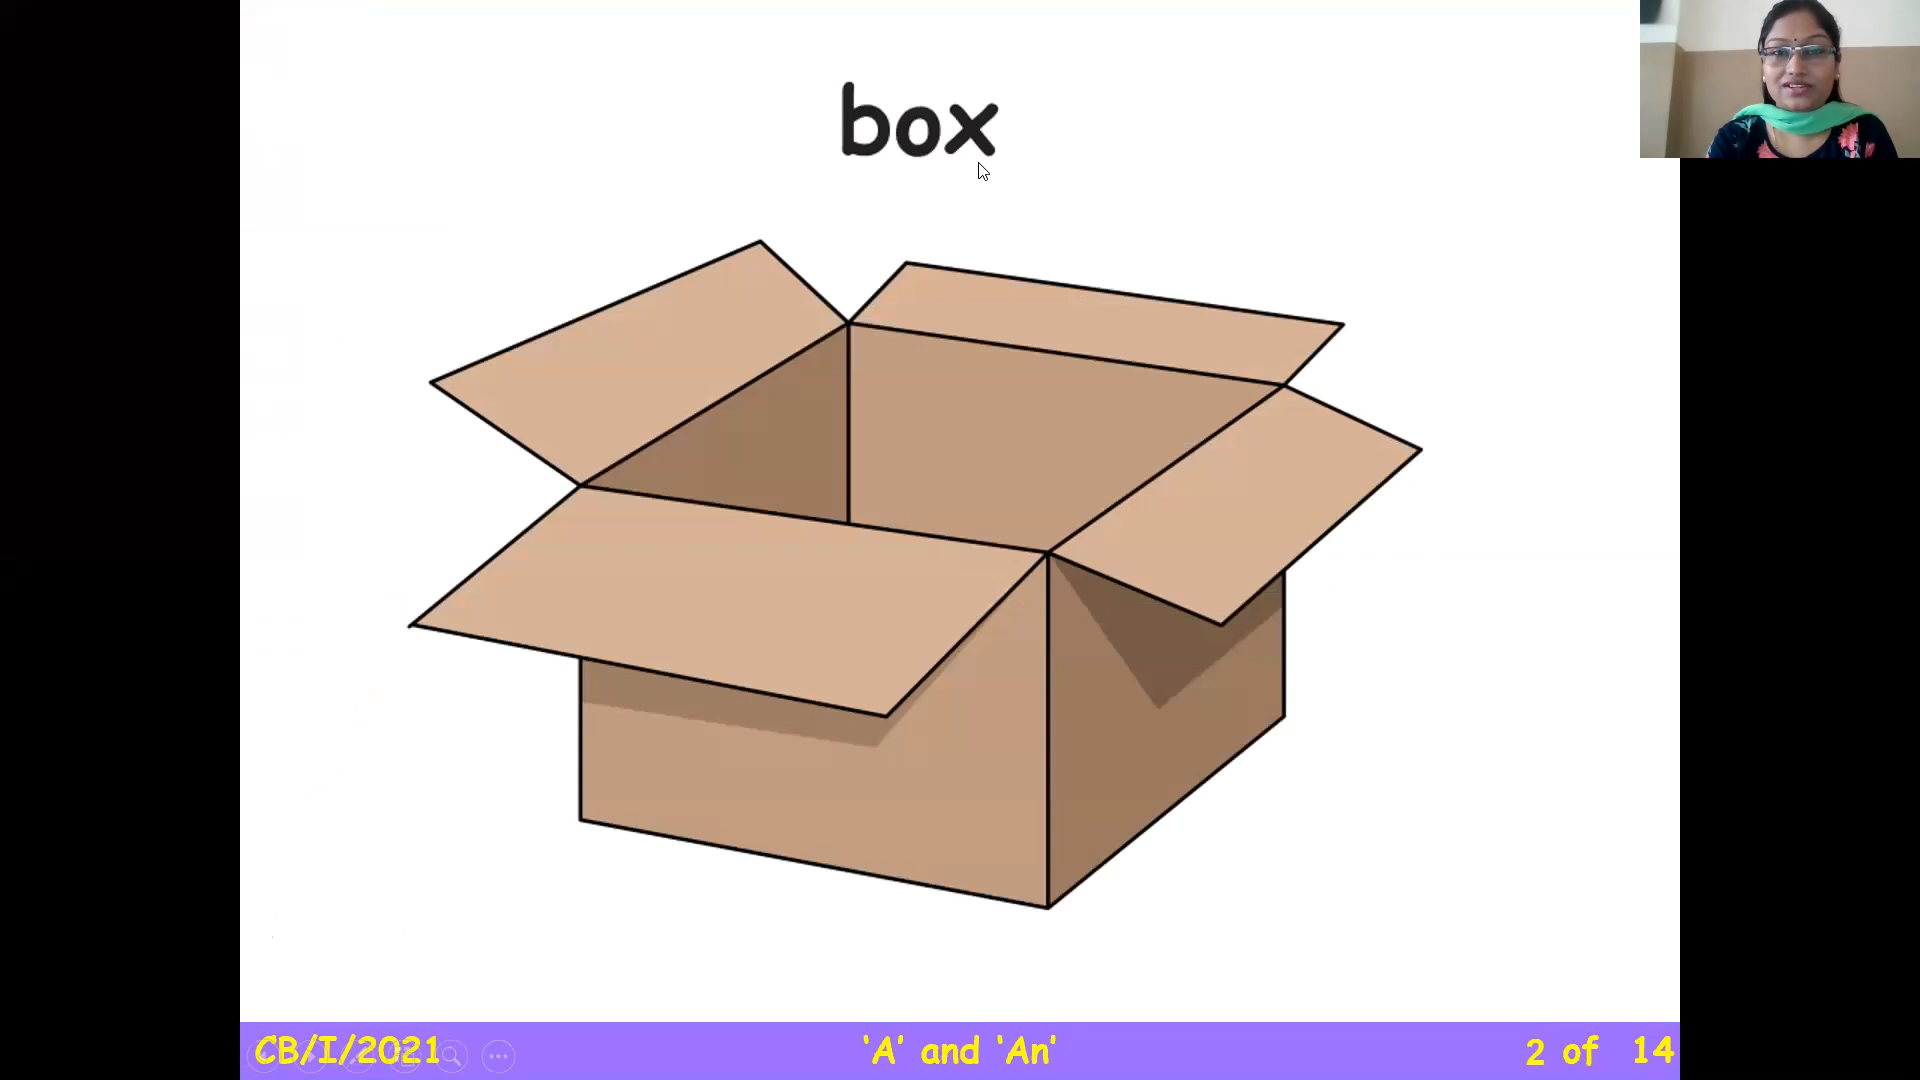 box
CB/I/2021
‘A’ and ‘An’
2 of 14